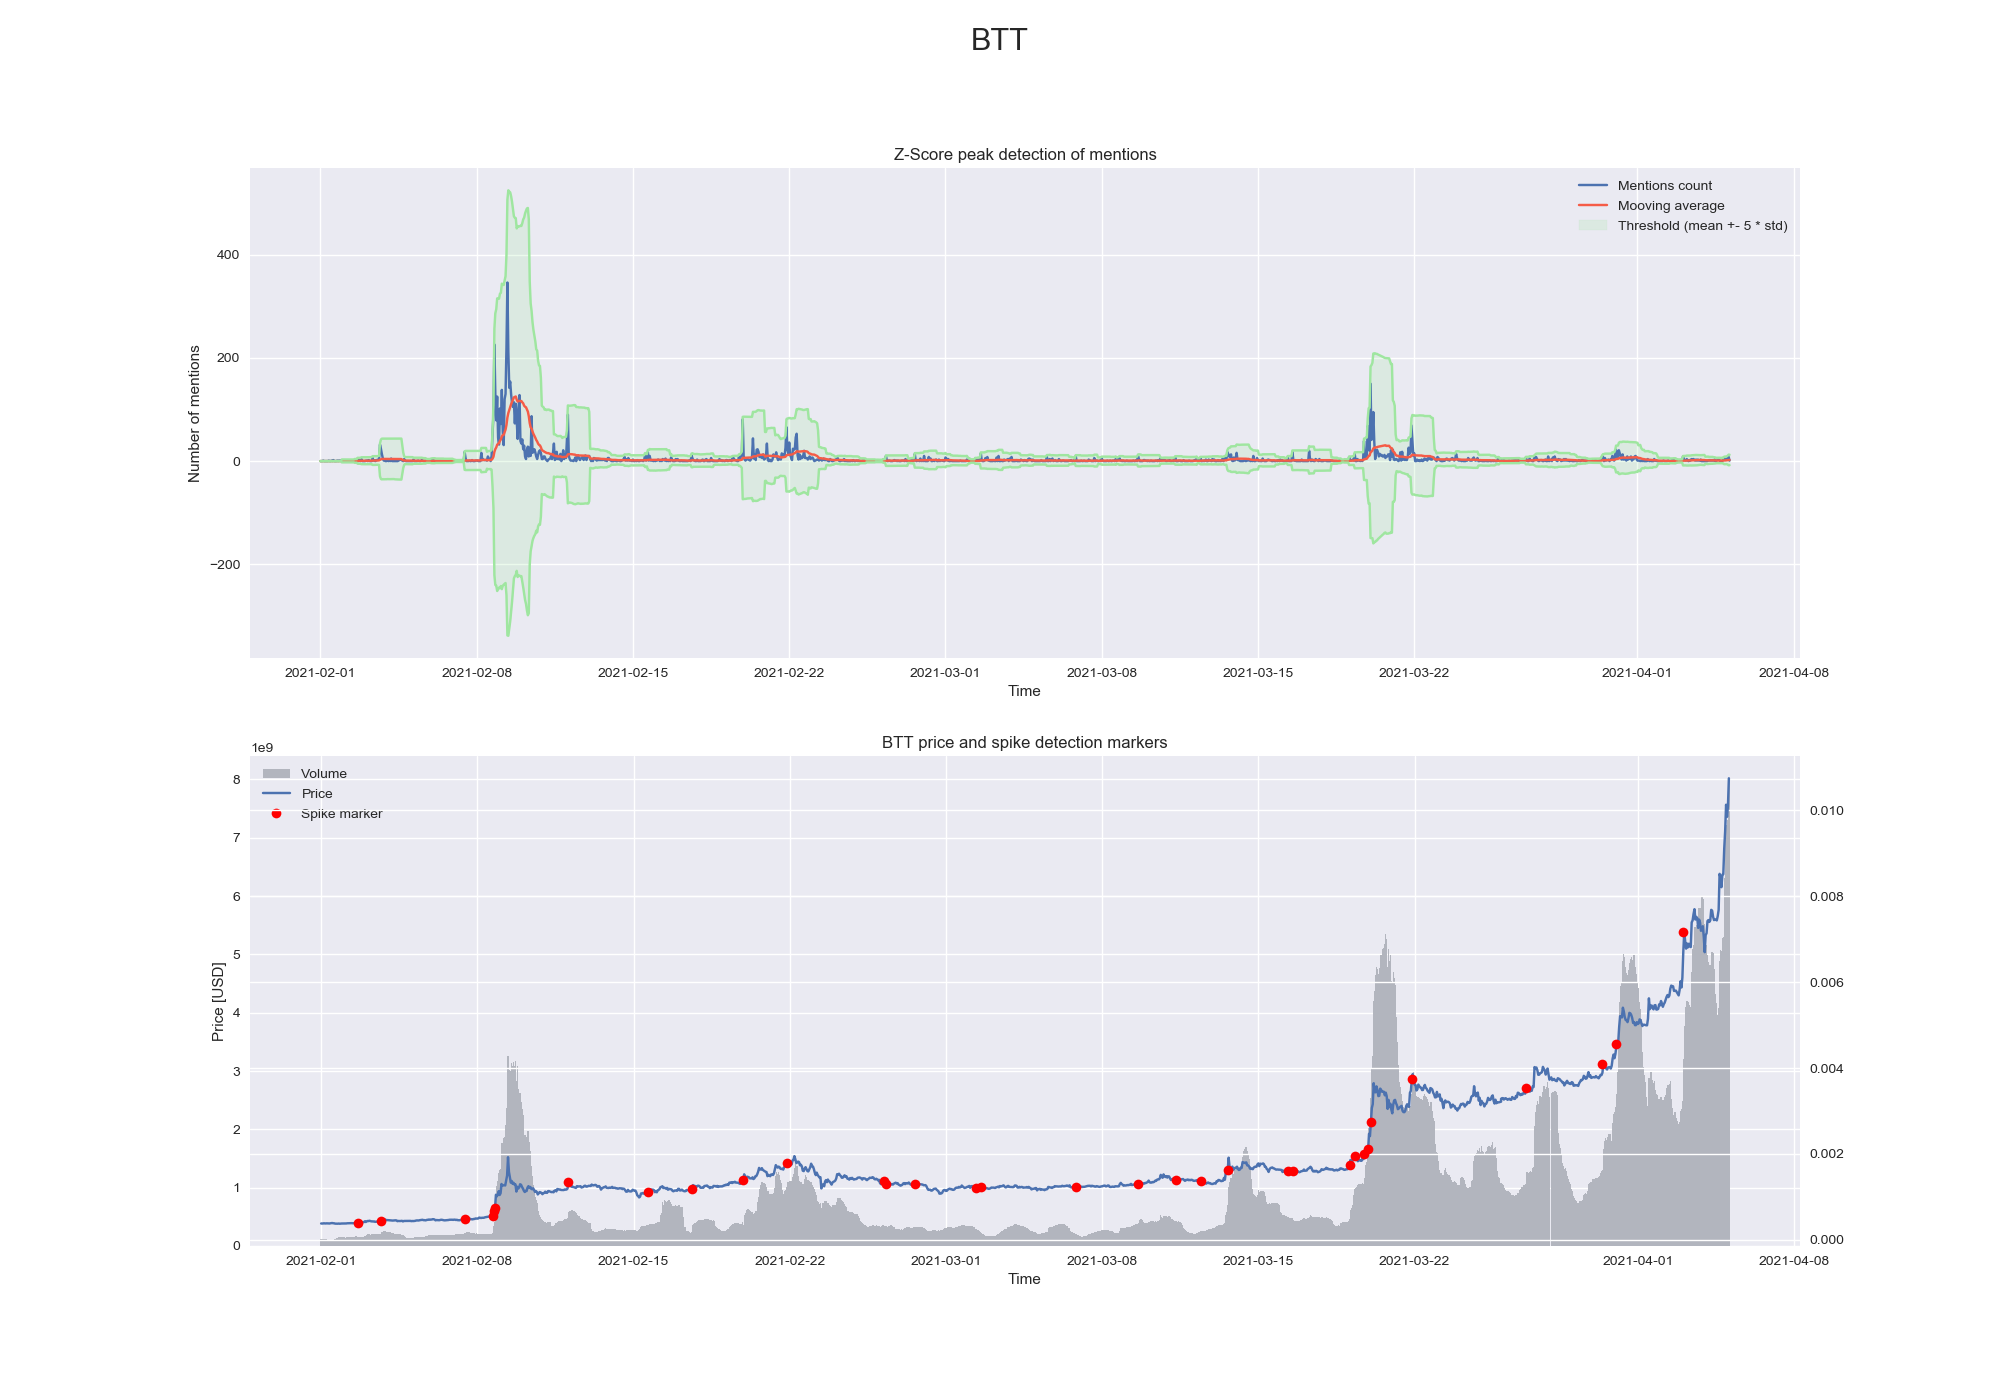 BTT
Z-Score peak detection of mentions
Mentions count
Mooving average
Threshold (mean +- 5 * std)
400
200
0
−200
Number of mentions
2021-02-01 2021-02-08 2021-02-15 2021-02-22 2021-03-01 2021-03-08 2021-03-15 2021-03-22 2021-04-01 2021-04-08
Time
BTT price and spike detection markers
1e9
Volume
Price
Spike marker
8
7
6
5
4
3
2
1
0
Price [USD]
0.010
0.008
0.006
0.004
0.002
0.000
2021-02-01 2021-02-08 2021-02-15 2021-02-22 2021-03-01 2021-03-08 2021-03-15 2021-03-22 2021-04-01 2021-04-08
Time